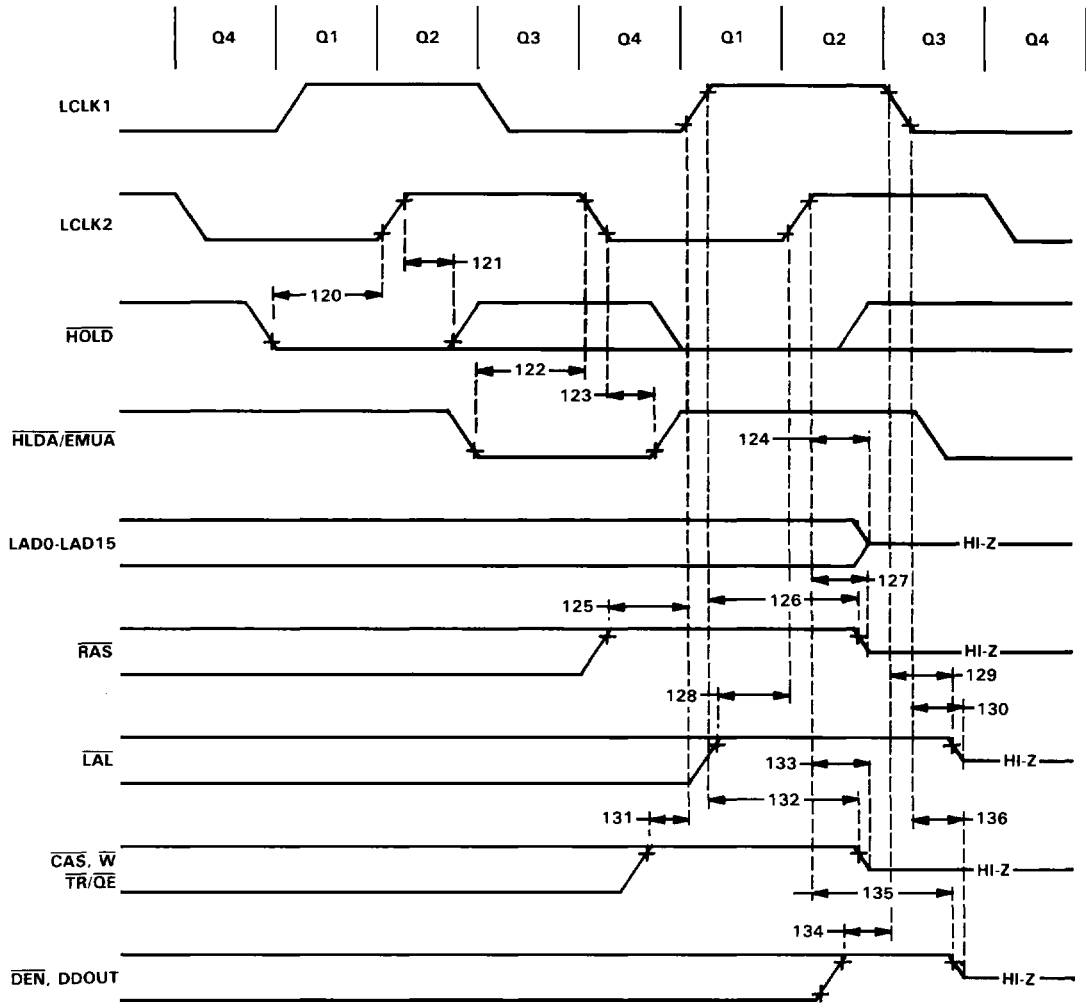 Q4 Q1 Q2 Q3 Q4 Q1 Q2 Q3 Q4
LCLK1
LCLK2
121
120
HOLD
122
123
HLDA/EMUA
124
LAD0-LAD15
HI-Z
127
126
125
RAS
HI-Z
129
128
130
LAL
133
HI-Z
132
131
136
CAS, W
TR/QE
HI-Z
135
134
DEN, DDOUT
HI-Z